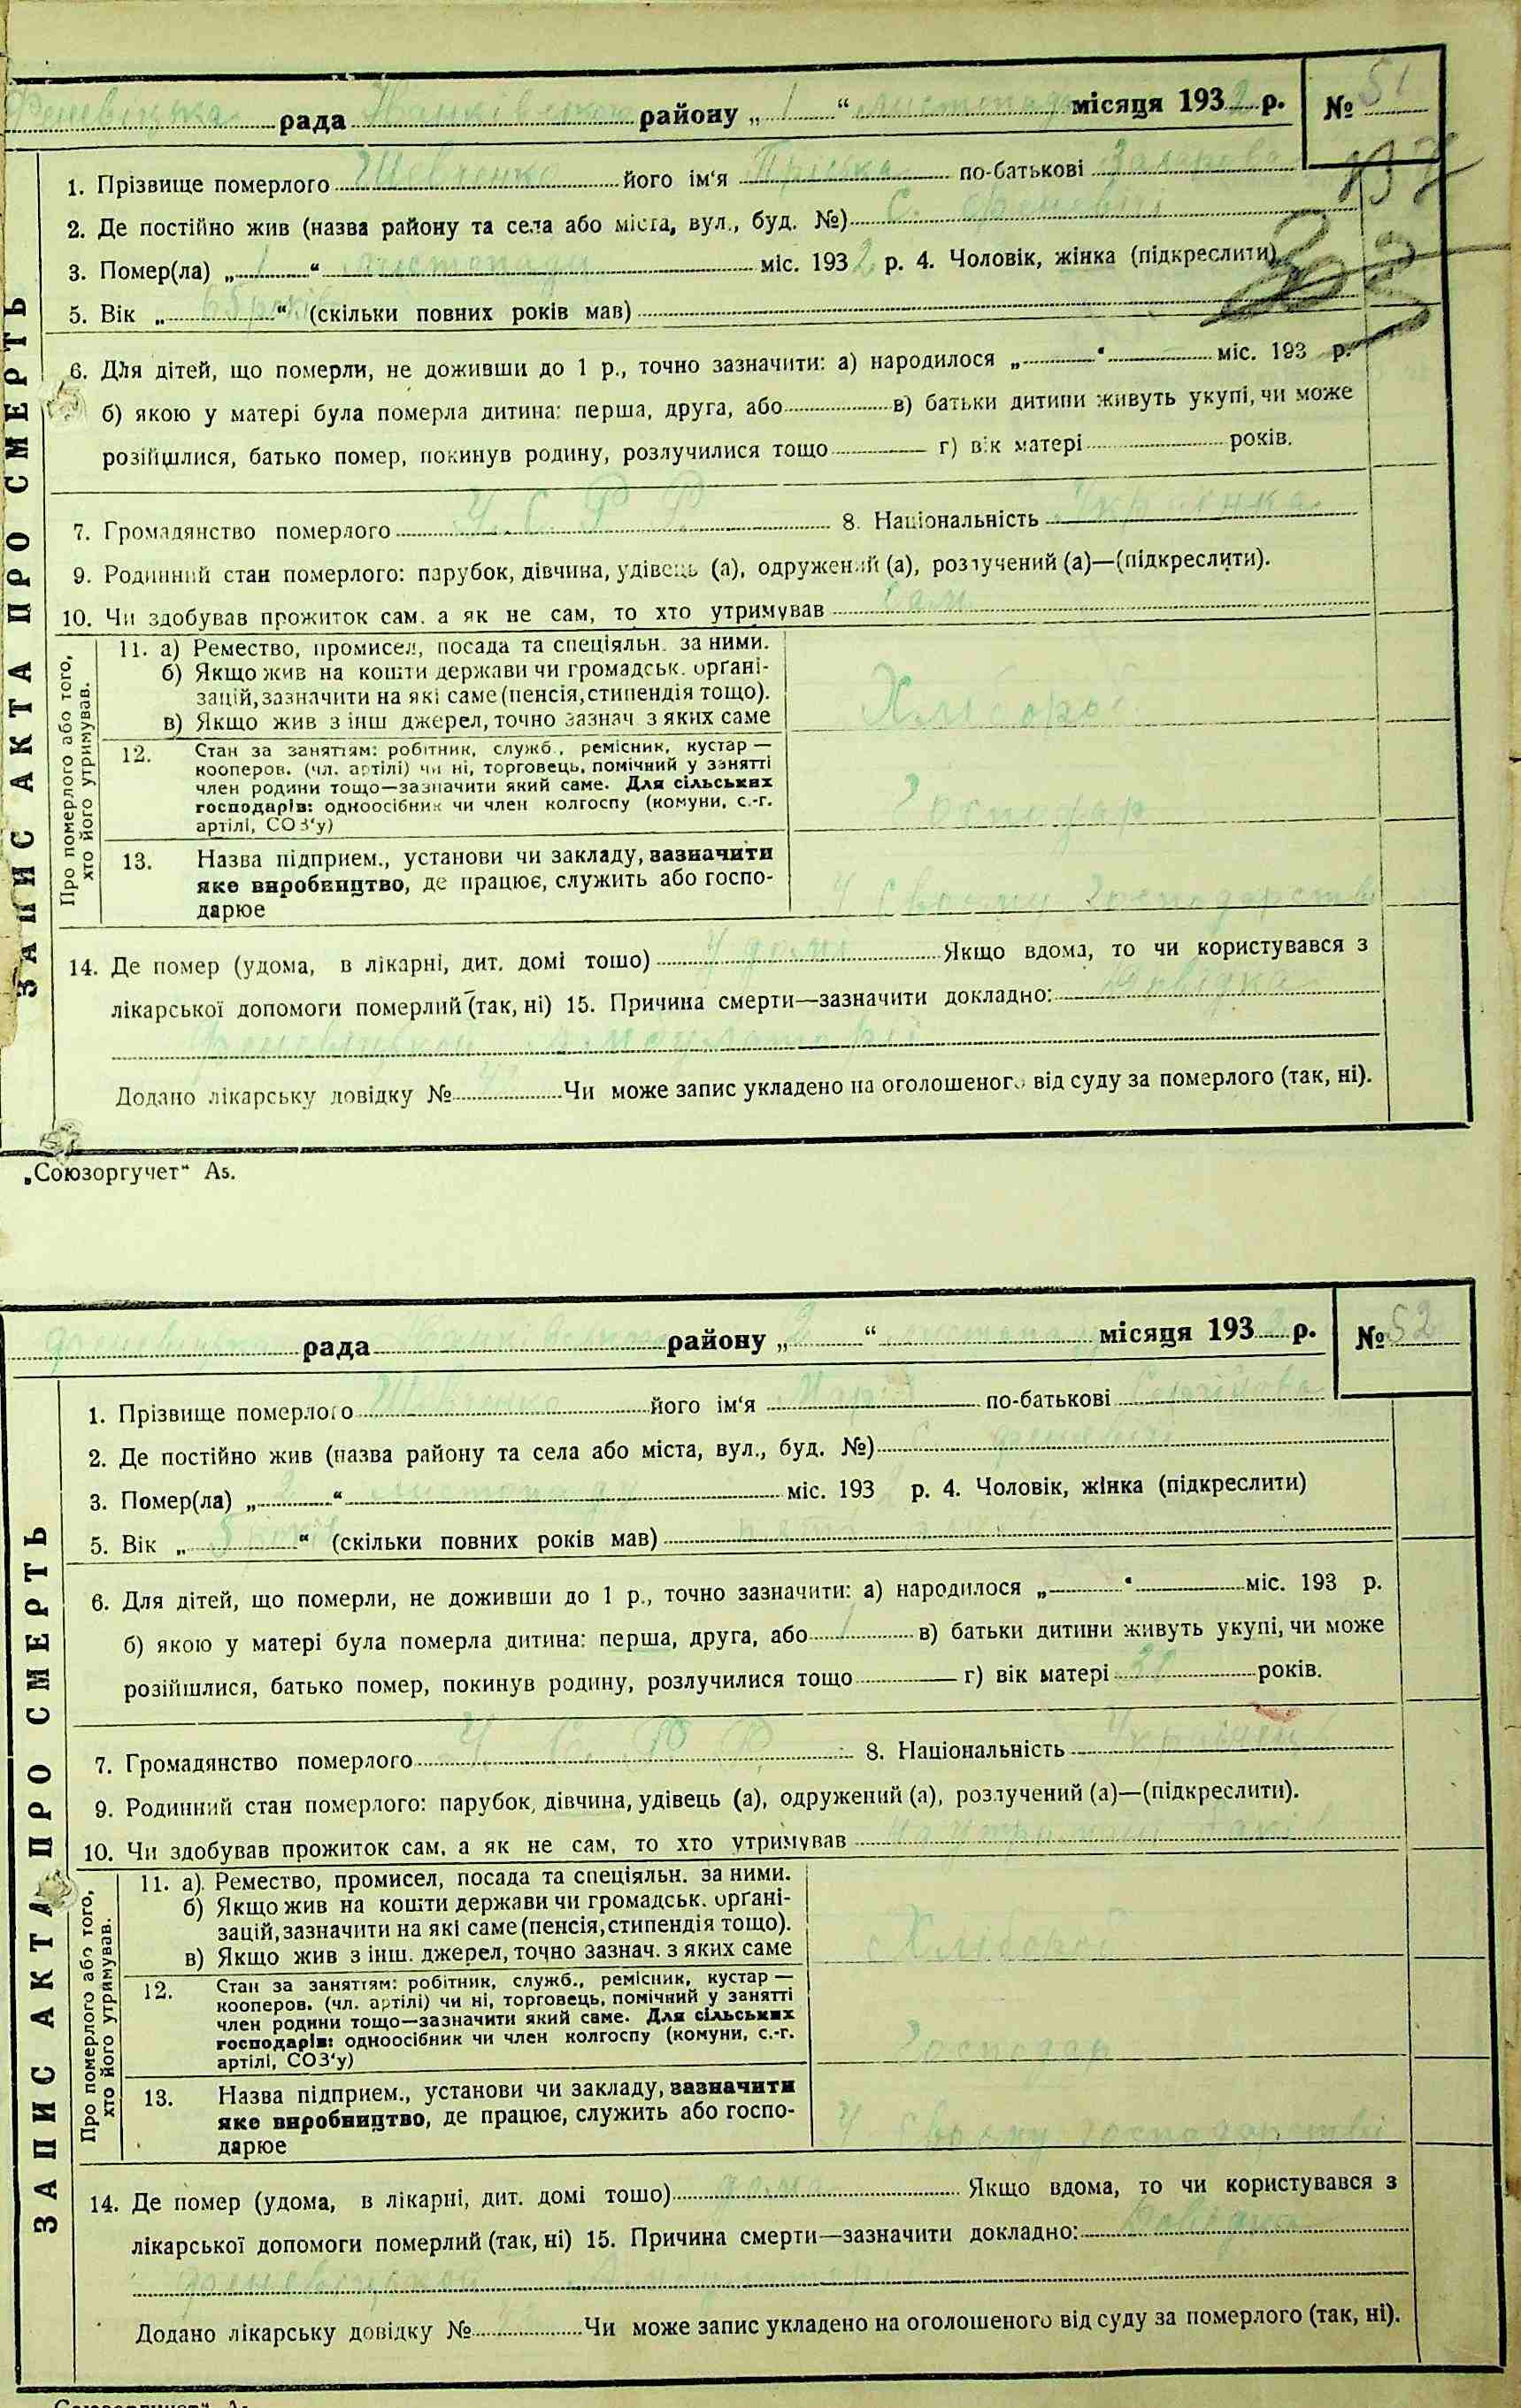 рада району „ 1 “ листопада місяця 1932 р. № 51
137
1. Прізвище померлого Шевченко його ім‘я по-батькові Захарова
2. Де постійно жив (назва району та села або міста, вул., буд. №) С. Феневичі
3. Помер(ла) „ 1 “ листопада міс. 1932 р. 4. Чоловік, жінка (підкреслити)
5. Вік „ 65 років “ (скільки повних років мав)
6. Для дітей, що померли, не доживши до 1 р., точно зазначити: а) народилося „ “ міс. 193 р.
б) якою у матері була померла дитина: перша, друга, або в) батьки дитини живуть укупі, чи може
розійшлися, батько помер, покинув родину, розлучилися тощо г) вік матері років.
7. Громадянство померлого У. С. Р. Р. 8. Національність Українка
9. Родинний стан померлого: парубок, дівчина, удівець (а), одружений (а), розлучений (а)—(підкреслити).
10. Чи здобував прожиток сам. а як не сам, то хто утримував сам
11. а) Ремество, промисел, посада та спеціяльн. за ними.
б) Якщо жив на кошти держави чи громадськ. орґані-
зацій, зазначити на які саме (пенсія, стипендія тощо).
в) Якщо жив з інш джерел, точно зазнач з яких саме
Хлібороб
12. Стан за заняттям: робітник, служб., ремісник, кустар —
кооперов. (чл. артілі) чи ні, торговець, помічний у занятті
член родини тощо—зазначити який саме. Для сільських
господарів: одноосібник чи член колгоспу (комуни, с.-г.
артілі, СОЗ‘у)
Господар
13. Назва підприєм., установи чи закладу, зазначити
яке виробництво, де працює, служить або госпо-
дарює
У своєму господарстві
Про померлого або того,
хто його утримував.
ЗАПИС АКТА ПРО СМЕРТЬ
14. Де помер (удома, в лікарні, дит. домі тощо) У домі Якщо вдома, то чи користувався з
лікарської допомоги померлий (так, ні) 15. Причина смерти—зазначити докладно: Довідка
Феневицької амбулаторії
Додано лікарську довідку № Чи може запис укладено на оголошеного від суду за померлого (так, ні).
„Союзоргучет“ А5.
рада району „ 2 “ листопада місяця 1932 р. № 52
1. Прізвище померлого Шевченко його ім‘я Марія по-батькові
2. Де постійно жив (назва району та села або міста, вул., буд. №) С. Феневичі
3. Помер(ла) „ 2 “ листопада міс. 193 р. 4. Чоловік, жінка (підкреслити)
5. Вік „ “ (скільки повних років мав)
6. Для дітей, що померли, не доживши до 1 р., точно зазначити: а) народилося „ “ міс. 193 р.
б) якою у матері була померла дитина: перша, друга, або в) батьки дитини живуть укупі, чи може
розійшлися, батько помер, покинув родину, розлучилися тощо г) вік матері років.
7. Громадянство померлого У. С. Р. Р. 8. Національність
9. Родинний стан померлого: парубок, дівчина, удівець (а), одружений (а), розлучений (а)—(підкреслити).
10. Чи здобував прожиток сам, а як не сам, то хто утримував
11. а) Ремество, промисел, посада та спеціяльн. за ними.
б) Якщо жив на кошти держави чи громадськ. орґані-
зацій, зазначити на які саме (пенсія, стипендія тощо).
в) Якщо жив з інш. джерел, точно зазнач. з яких саме
Хлібороб
12. Стан за заняттям: робітник, служб., ремісник, кустар —
кооперов. (чл. артілі) чи ні, торговець, помічний у занятті
член родини тощо—зазначити який саме. Для сільських
господарів: одноосібник чи член колгоспу (комуни, с.-г.
артілі, СОЗ‘у)
Господар
13. Назва підприєм., установи чи закладу, зазначити
яке виробництво, де працює, служить або госпо-
дарює
У своєму господарстві
Про померлого або того,
хто його утримував.
ЗАПИС АКТА ПРО СМЕРТЬ
14. Де помер (удома, в лікарні, дит. домі тощо) дома Якщо вдома, то чи користувався з
лікарської допомоги померлий (так, ні) 15. Причина смерти—зазначити докладно: Довідка
Додано лікарську довідку № Чи може запис укладено на оголошеного від суду за померлого (так, ні).